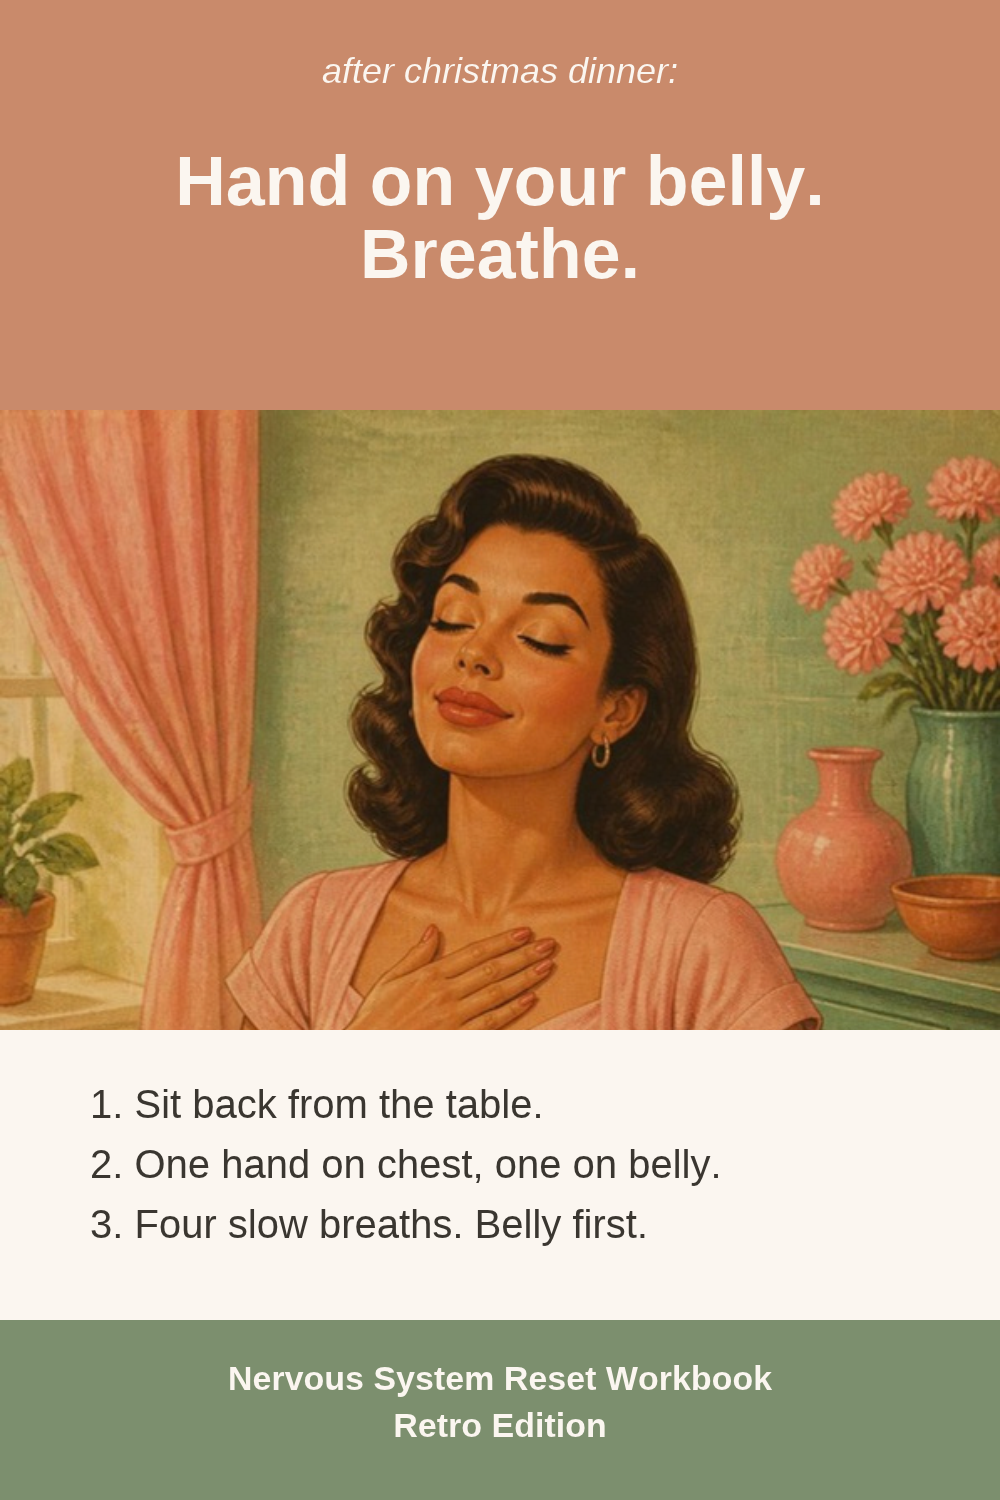 after christmas dinner:
Hand on your belly.
Breathe.
1. Sit back from the table.
2. One hand on chest, one on belly.
3. Four slow breaths. Belly first.
Nervous System Reset Workbook
Retro Edition